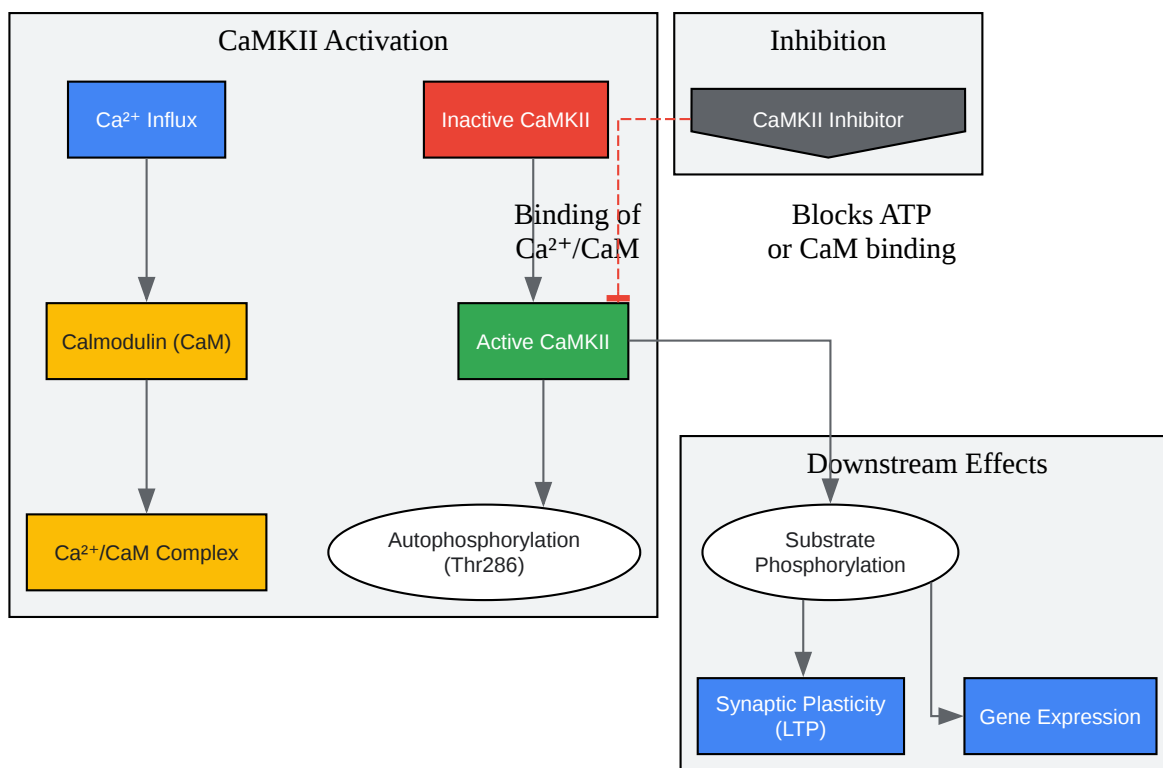 CaMKII Activation
Inhibition
Ca²⁺ Influx
Inactive CaMKII
CaMKII Inhibitor
Binding of
Ca²⁺/CaM
Blocks ATP
or CaM binding
Calmodulin (CaM)
Active CaMKII
Downstream Effects
Ca²⁺/CaM Complex
Autophosphorylation
(Thr286)
Substrate
Phosphorylation
Synaptic Plasticity
(LTP)
Gene Expression